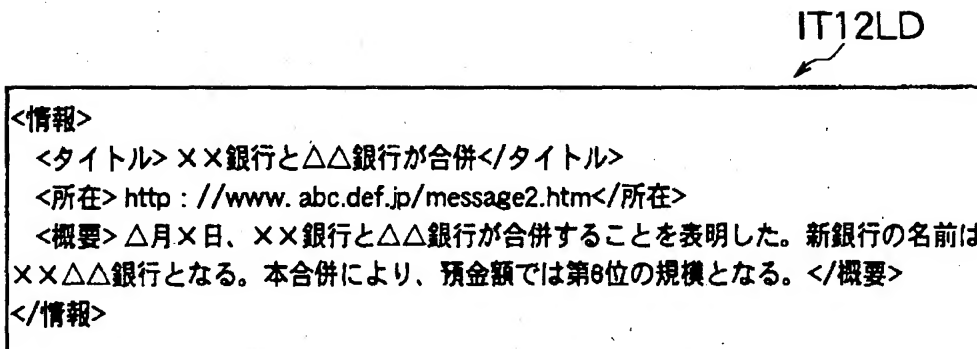 IT12LD
<情報>
<タイトル>××銀行と△△銀行が合併</タイトル>
<所在> http : //www. abc.def.jp/message2.htm</所在>
<概要>△月×日、××銀行と△△銀行が合併することを表明した。新銀行の名前は
××△△銀行となる。本合併により、預金額では第6位の規模となる。</概要>
</情報>